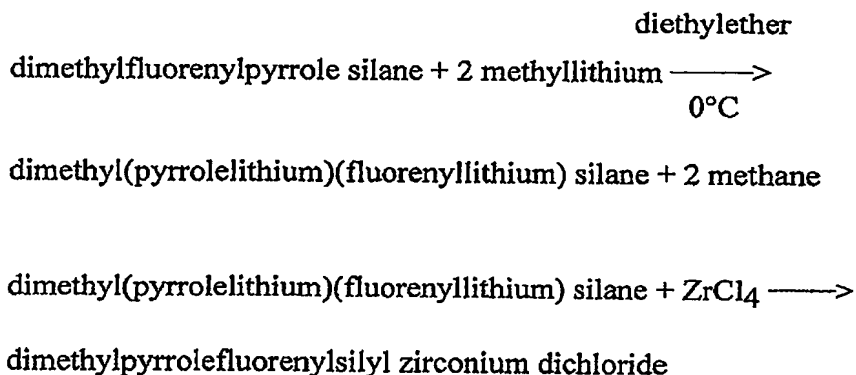 diethylether
dimethylfluorenylpyrrole silane + 2 methyllithium ———>
0°C
dimethyl(pyrrolelithium)(fluorenyllithium) silane + 2 methane
dimethyl(pyrrolelithium)(fluorenyllithium) silane + ZrCl4 ———>
dimethylpyrrolefluorenylsilyl zirconium dichloride